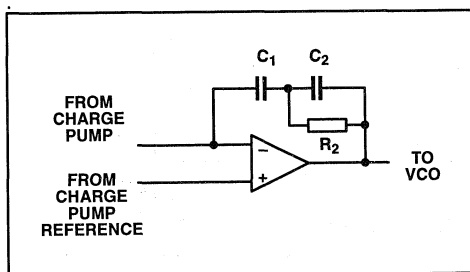 C1 C2
FROM
CHARGE
PUMP
R2
−
+
TO
VCO
FROM
CHARGE
PUMP
REFERENCE